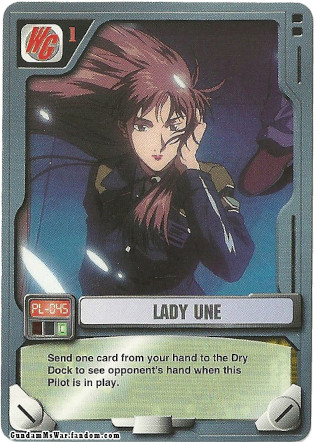 WG
1
PL-045
LADY UNE
Send one card from your hand to the Dry
Dock to see opponent's hand when this
Pilot is in play.
GundamMsWar.fandom.com